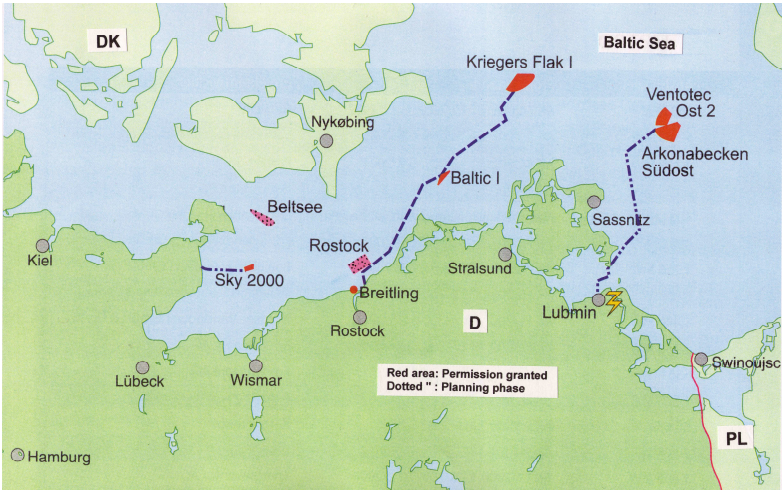 DK
Baltic Sea
Kriegers Flak I
Ventotec
Ost 2
Nykøbing
Arkonabecken
Südost
Baltic I
Beltsee
Sassnitz
Kiel
Rostock
Stralsund
Sky 2000
Breitling
Lubmin
Rostock
D
Swinoujsc
Lübeck
Wismar
Red area: Permission granted
Dotted " : Planning phase
PL
Hamburg